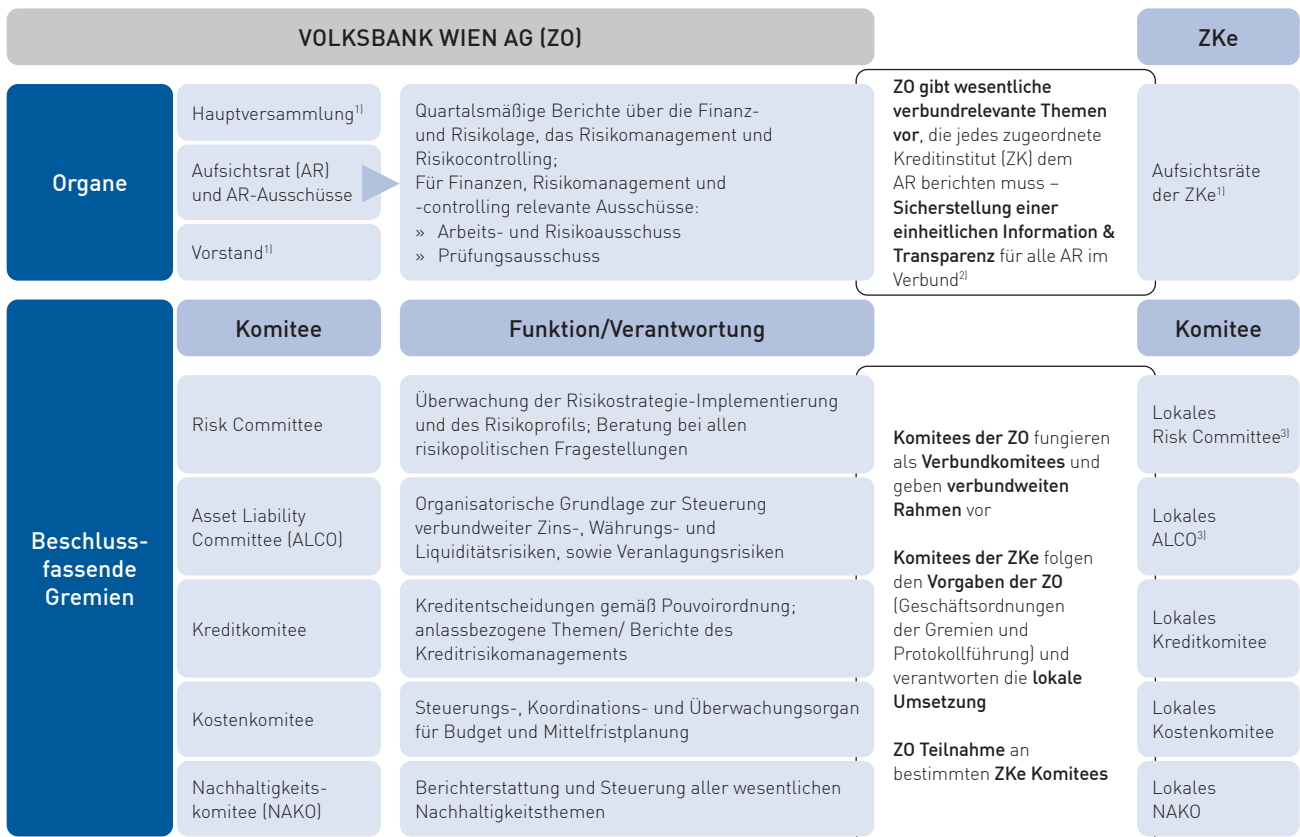 VOLKSBANK WIEN AG (ZO)
ZKe
Organe
Hauptversammlung1)
Aufsichtsrat (AR)
und AR-Ausschüsse
Vorstand1)
Quartalsmäßige Berichte über die Finanz-
und Risikolage, das Risikomanagement und
Risikocontrolling;
Für Finanzen, Risikomanagement und
-controlling relevante Ausschüsse:
» Arbeits- und Risikoausschuss
» Prüfungsausschuss
ZO gibt wesentliche
verbundrelevante Themen
vor, die jedes zugeordnete
Kreditinstitut (ZK) dem
AR berichten muss –
Sicherstellung einer
einheitlichen Information &
Transparenz für alle AR im
Verbund2)
Aufsichtsräte
der ZKe1)
Beschluss-
fassende
Gremien
Komitee
Funktion/Verantwortung
Komitee
Risk Committee
Überwachung der Risikostrategie-Implementierung
und des Risikoprofils; Beratung bei allen
risikopolitischen Fragestellungen
Lokales
Risk Committee3)
Asset Liability
Committee (ALCO)
Organisatorische Grundlage zur Steuerung
verbundweiter Zins-, Währungs- und
Liquiditätsrisiken, sowie Veranlagungsrisiken
Lokales
ALCO3)
Kreditkomitee
Kreditentscheidungen gemäß Pouvoirordnung;
anlassbezogene Themen/ Berichte des
Kreditrisikomanagements
Lokales
Kreditkomitee
Kostenkomitee
Steuerungs-, Koordinations- und Überwachungsorgan
für Budget und Mittelfristplanung
Lokales
Kostenkomitee
Nachhaltigkeits-
komitee (NAKO)
Berichterstattung und Steuerung aller wesentlichen
Nachhaltigkeitsthemen
Lokales
NAKO
Komitees der ZO fungieren
als Verbundkomitees und
geben verbundweiten
Rahmen vor
Komitees der ZKe folgen
den Vorgaben der ZO
(Geschäftsordnungen
der Gremien und
Protokollführung) und
verantworten die lokale
Umsetzung
ZO Teilnahme an
bestimmten ZKe Komitees